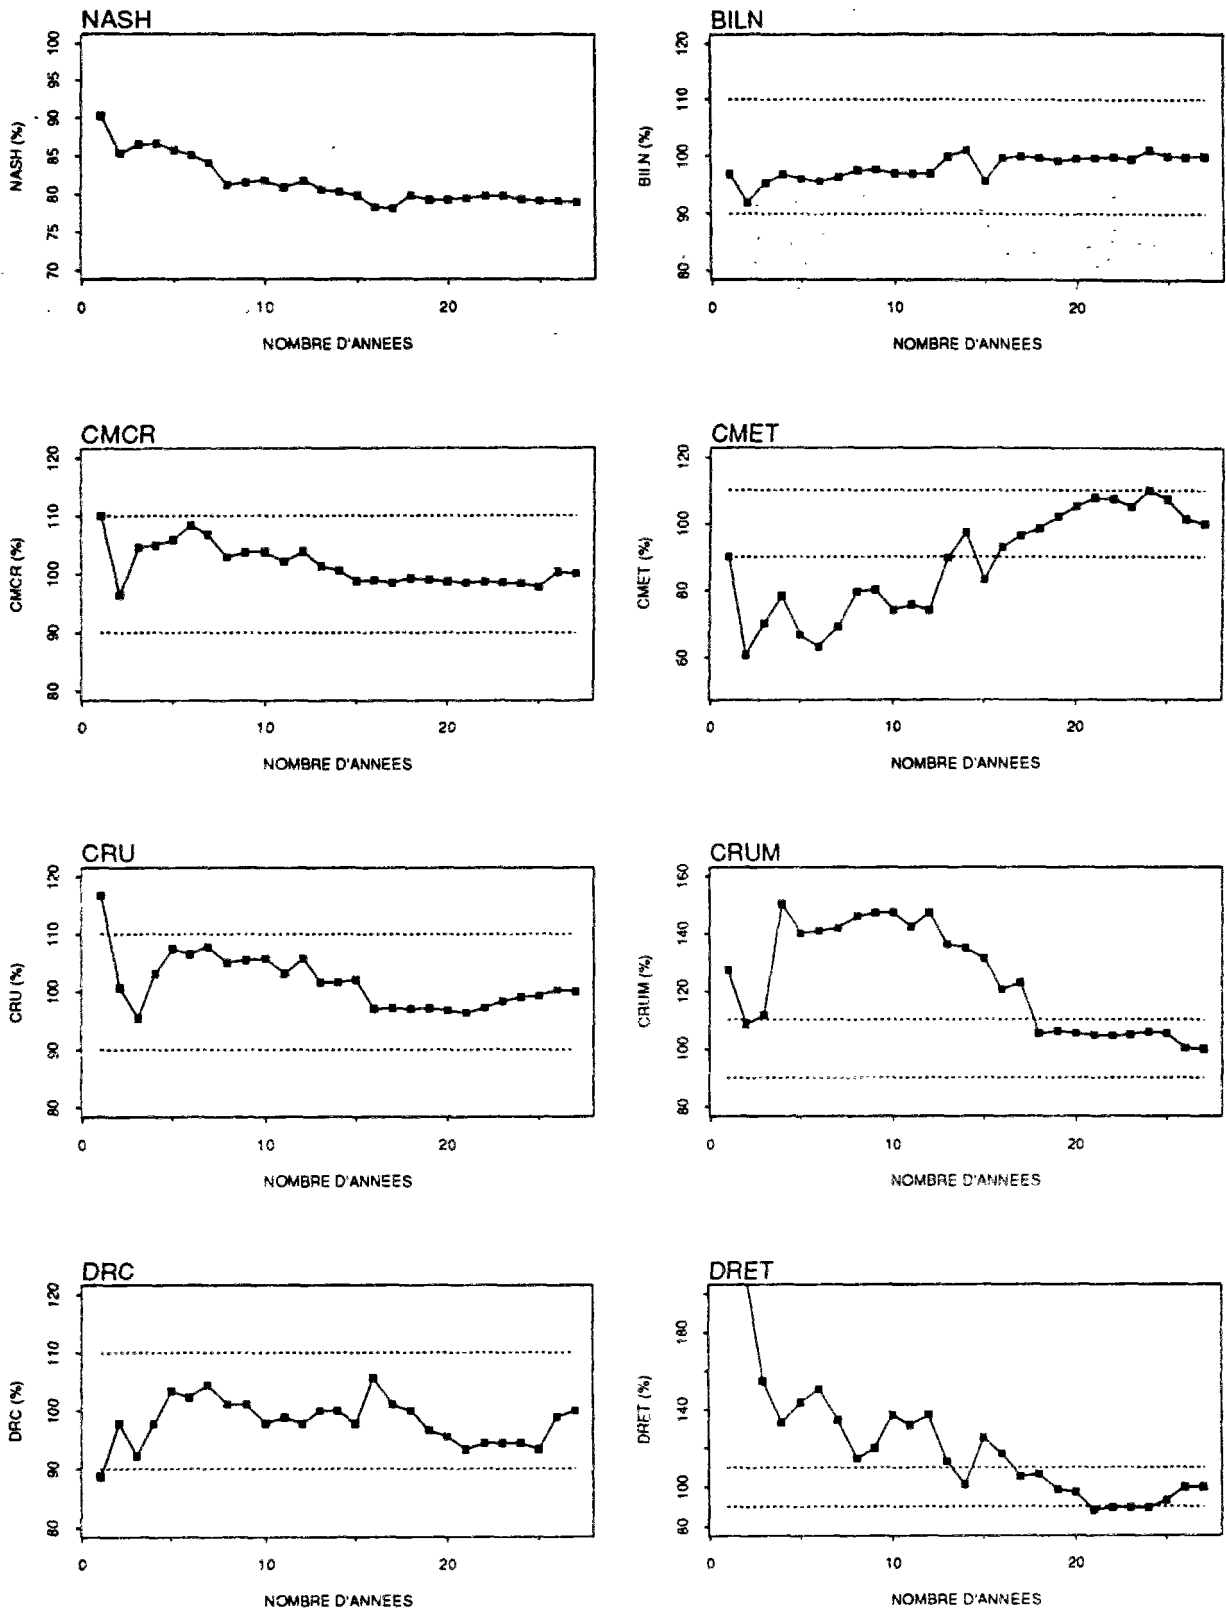 NASH
NASH (%)
100
95
90
85
80
75
70
0
10
20
NOMBRE D'ANNEES
BILN
BILN (%)
120
110
100
90
80
0
10
20
NOMBRE D'ANNEES
CMCR
CMCR (%)
120
110
100
90
80
0
10
20
NOMBRE D'ANNEES
CMET
CMET (%)
120
100
80
60
0
10
20
NOMBRE D'ANNEES
CRU
CRU (%)
120
110
100
90
80
0
10
20
NOMBRE D'ANNEES
CRUM
CRUM (%)
160
140
120
100
80
0
10
20
NOMBRE D'ANNEES
DRC
DRC (%)
120
110
100
90
80
0
10
20
NOMBRE D'ANNEES
DRET
DRET (%)
180
140
100
80
0
10
20
NOMBRE D'ANNEES